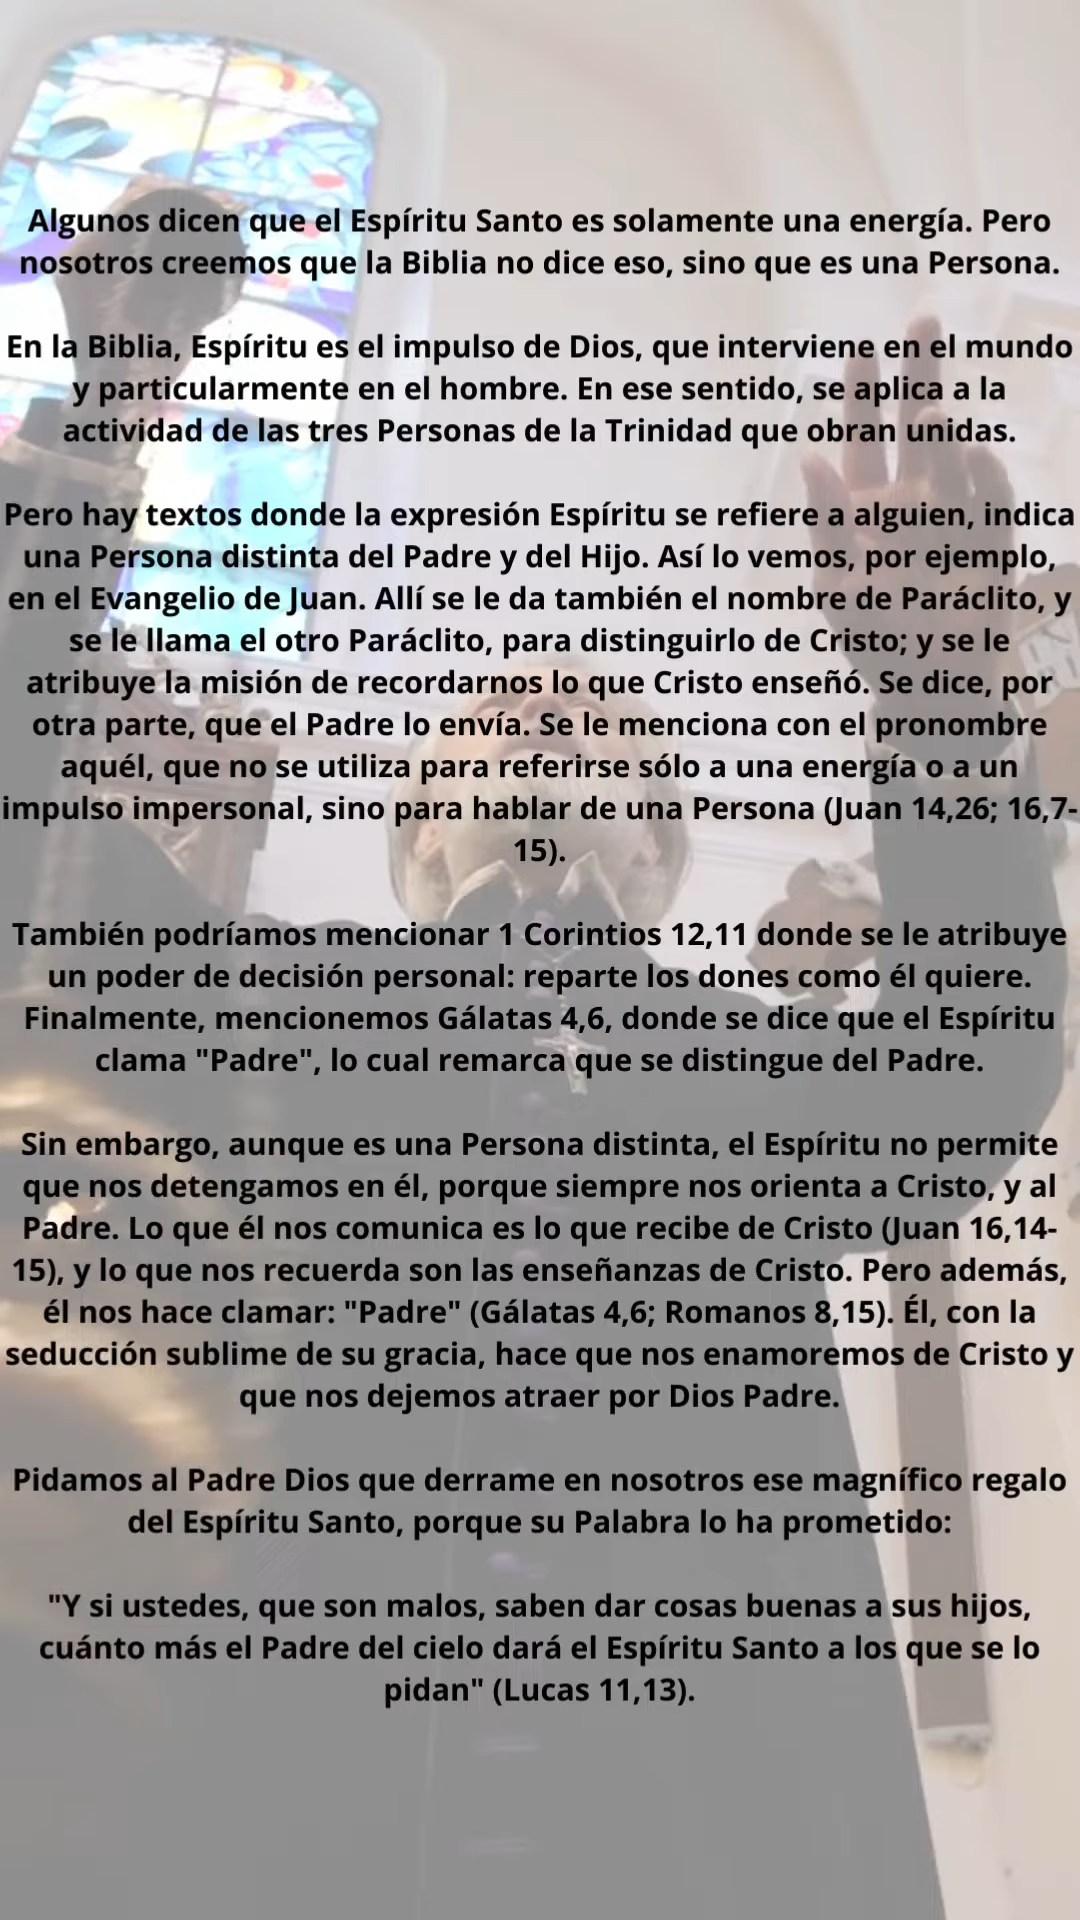 Algunos dicen que el Espíritu Santo es solamente una energía. Pero
nosotros creemos que la Biblia no dice eso, sino que es una Persona.
En la Biblia, Espíritu es el impulso de Dios, que interviene en el mundo
y particularmente en el hombre. En ese sentido, se aplica a la
actividad de las tres Personas de la Trinidad que obran unidas.
Pero hay textos donde la expresión Espíritu se refiere a alguien, indica
una Persona distinta del Padre y del Hijo. Así lo vemos, por ejemplo,
en el Evangelio de Juan. Allí se le da también el nombre de Paráclito, y
se le llama el otro Paráclito, para distinguirlo de Cristo; y se le
atribuye la misión de recordarnos lo que Cristo enseñó. Se dice, por
otra parte, que el Padre lo envía. Se le menciona con el pronombre
aquél, que no se utiliza para referirse sólo a una energía o a un
impulso impersonal, sino para hablar de una Persona (Juan 14,26; 16,7-
15).
También podríamos mencionar 1 Corintios 12,11 donde se le atribuye
un poder de decisión personal: reparte los dones como él quiere.
Finalmente, mencionemos Gálatas 4,6, donde se dice que el Espíritu
clama "Padre", lo cual remarca que se distingue del Padre.
Sin embargo, aunque es una Persona distinta, el Espíritu no permite
que nos detengamos en él, porque siempre nos orienta a Cristo, y al
Padre. Lo que él nos comunica es lo que recibe de Cristo (Juan 16,14-
15), y lo que nos recuerda son las enseñanzas de Cristo. Pero además,
él nos hace clamar: "Padre" (Gálatas 4,6; Romanos 8,15). Él, con la
seducción sublime de su gracia, hace que nos enamoremos de Cristo y
que nos dejemos atraer por Dios Padre.
Pidamos al Padre Dios que derrame en nosotros ese magnífico regalo
del Espíritu Santo, porque su Palabra lo ha prometido:
"Y si ustedes, que son malos, saben dar cosas buenas a sus hijos,
cuánto más el Padre del cielo dará el Espíritu Santo a los que se lo
pidan" (Lucas 11,13).